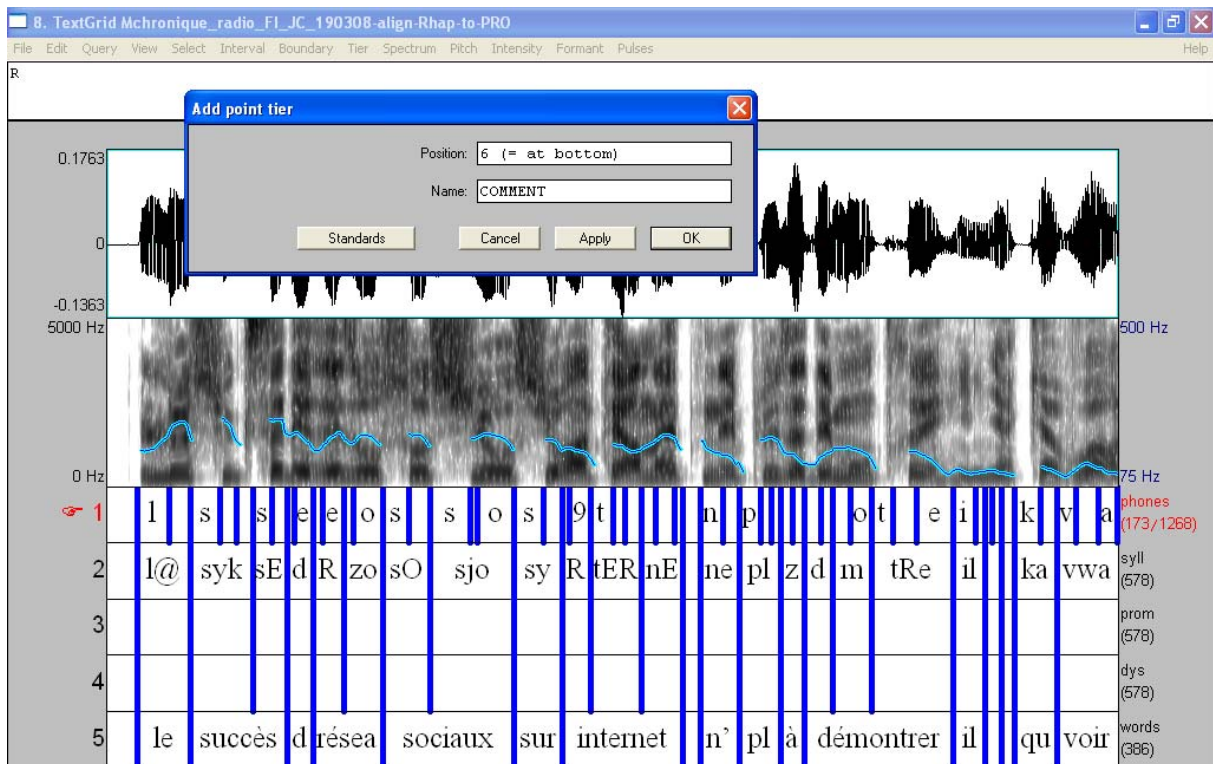 8. TextGrid Mchronique_radio_FI_JC_190308-align-Rhap-to-PRO
File Edit Query View Select Interval Boundary Tier Spectrum Pitch Intensity Formant Pulses Help
R
Add point tier
Position: 6 (= at bottom)
Name: COMMENT
Standards Cancel Apply OK
0.1763
0
-0.1363
5000 Hz 500 Hz
0 Hz 75 Hz
1 l s s e e o s s o s 9 t n p o t e i k v a phones
(173/1268)
2 l@ syk sE d R zo sO sjo sy R tER nE ne pl z d m tRe il ka vwa syll
(578)
3 prom
(578)
4 dys
(578)
5 le succès d résea sociaux sur internet n' pl à démontrer il qu voir words
(386)